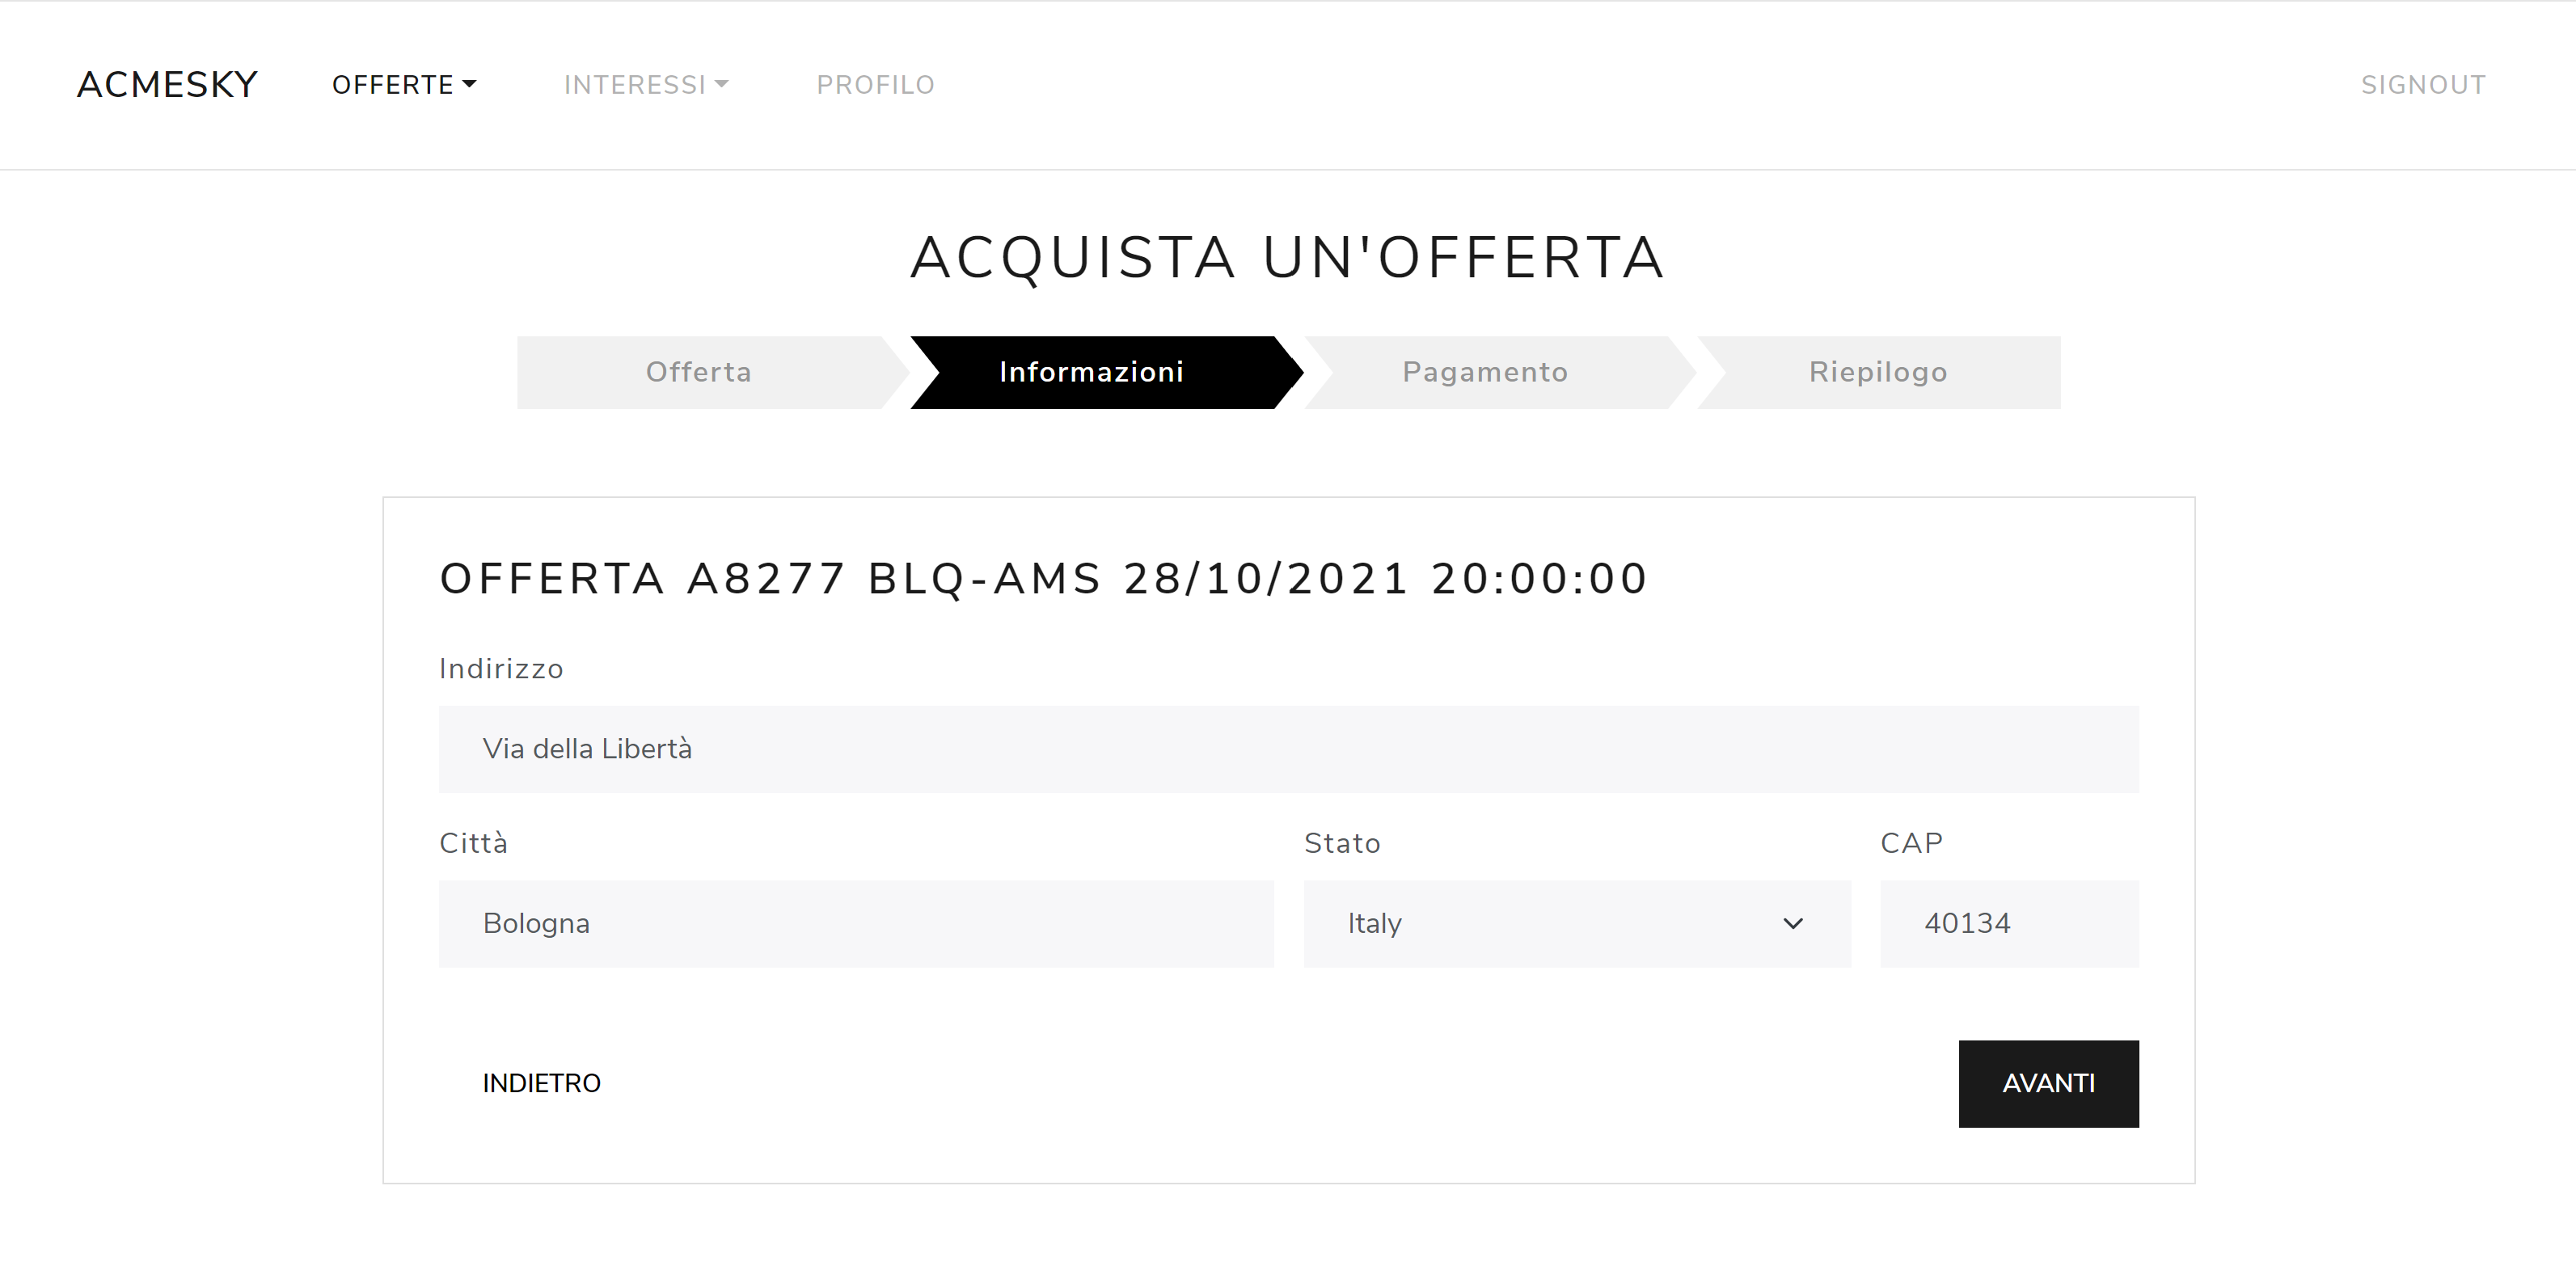 ACMESKY OFFERTE INTERESSI PROFILO SIGNOUT
ACQUISTA UN'OFFERTA
Offerta Informazioni Pagamento Riepilogo
OFFERTA A8277 BLQ-AMS 28/10/2021 20:00:00
Indirizzo
Via della Libertà
Città Stato CAP
Bologna Italy 40134
INDIETRO AVANTI